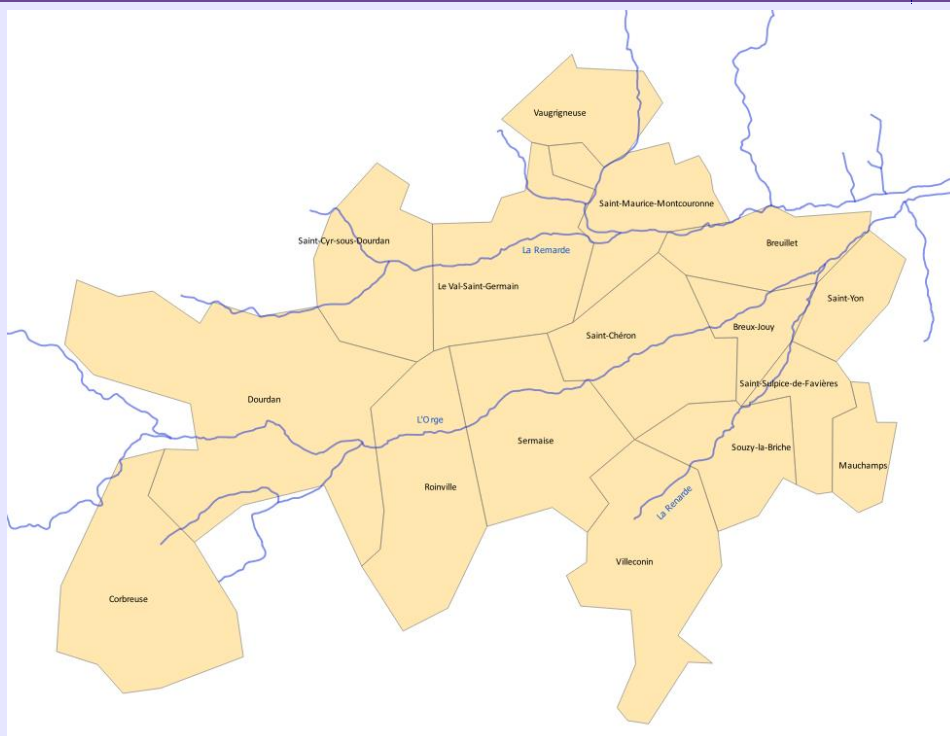 Vaugrigneuse
Saint-Maurice-Montcouronne
Saint-Cyr-sous-Dourdan
Breuillet
La Remarde
Le Val-Saint-Germain
Saint-Yon
Breux-Jouy
Saint-Chéron
Saint-Sulpice-de-Favières
Dourdan
L'Orge
Sermaise
Souzy-la-Briche
Mauchamps
Roinville
La Renarde
Villeconin
Corbreuse